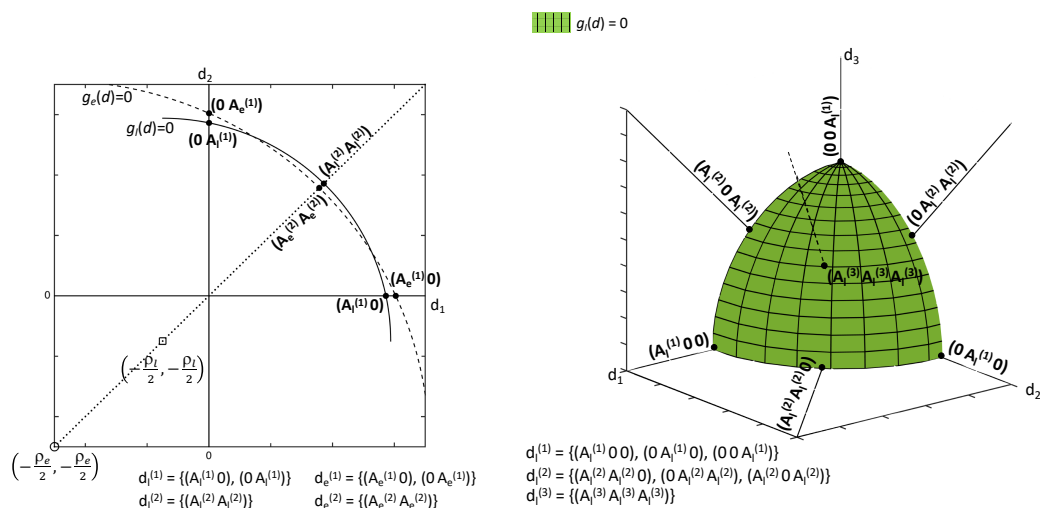 d₂
gₑ(d)=0
(0 Aₑ⁽¹⁾)
gₗ(d)=0
(0 Aₗ⁽¹⁾)
(Aₗ⁽²⁾ Aₗ⁽²⁾)
(Aₑ⁽²⁾ Aₑ⁽²⁾)
(Aₑ⁽¹⁾ 0)
0
(Aₗ⁽¹⁾ 0)
d₁
(-ρₗ/2, -ρₗ/2)
(-ρₑ/2, -ρₑ/2)
0
dₗ⁽¹⁾ = {(Aₗ⁽¹⁾ 0), (0 Aₗ⁽¹⁾)}
dₑ⁽¹⁾ = {(Aₑ⁽¹⁾ 0), (0 Aₑ⁽¹⁾)}
dₗ⁽²⁾ = {(Aₗ⁽²⁾ Aₗ⁽²⁾)}
dₑ⁽²⁾ = {(Aₑ⁽²⁾ Aₑ⁽²⁾)}
gₗ(d) = 0
d₃
(0 0 Aₗ⁽¹⁾)
(Aₗ⁽²⁾ 0 Aₗ⁽²⁾)
(0 Aₗ⁽²⁾ Aₗ⁽²⁾)
(Aₗ⁽³⁾ Aₗ⁽³⁾ Aₗ⁽³⁾)
(Aₗ⁽¹⁾ 0 0)
(0 Aₗ⁽¹⁾ 0)
d₁
(Aₗ⁽²⁾ Aₗ⁽²⁾ 0)
d₂
dₗ⁽¹⁾ = {(Aₗ⁽¹⁾ 0 0), (0 Aₗ⁽¹⁾ 0), (0 0 Aₗ⁽¹⁾)}
dₗ⁽²⁾ = {(Aₗ⁽²⁾ Aₗ⁽²⁾ 0), (0 Aₗ⁽²⁾ Aₗ⁽²⁾), (Aₗ⁽²⁾ 0 Aₗ⁽²⁾)}
dₗ⁽³⁾ = {(Aₗ⁽³⁾ Aₗ⁽³⁾ Aₗ⁽³⁾)}